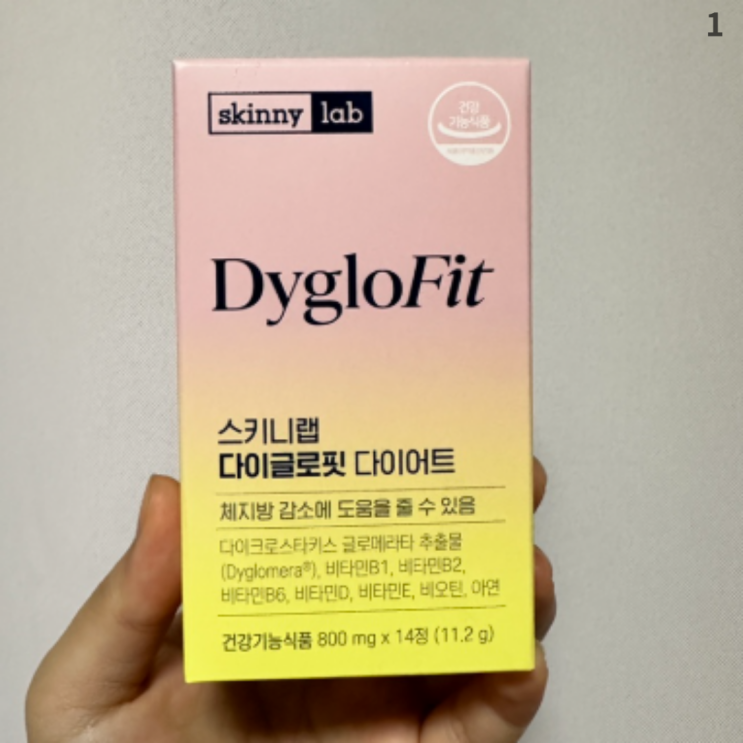 1
skinny lab
건강
기능식품
DygloFit
스키니랩
다이글로핏 다이어트
체지방 감소에 도움을 줄 수 있음
다이크로스타키스 글로메라타 추출물
(Dyglomera®), 비타민B1, 비타민B2,
비타민B6, 비타민D, 비타민E, 비오틴, 아연
건강기능식품 800 mg x 14정 (11.2 g)